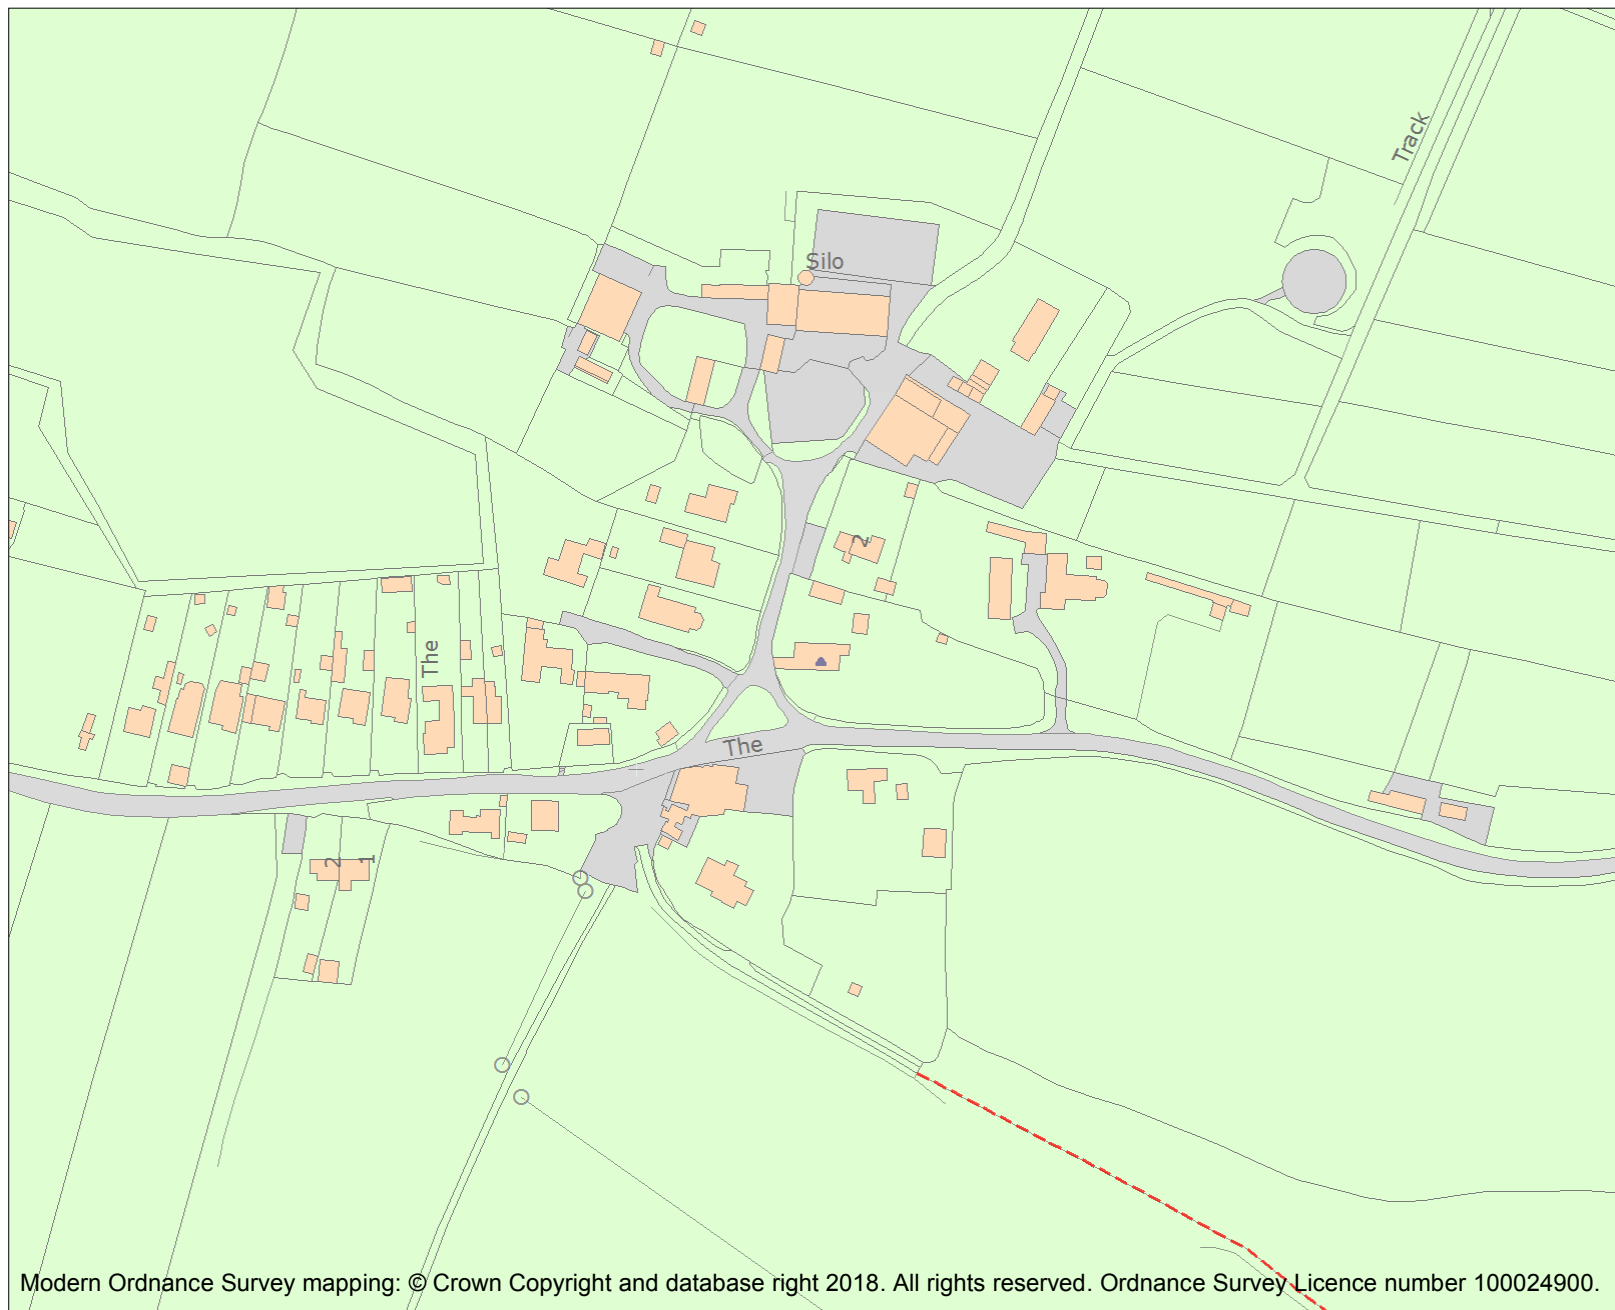 Track
Silo
2
The
The
2
1
Modern Ordnance Survey mapping: © Crown Copyright and database right 2018. All rights reserved. Ordnance Survey Licence number 100024900.